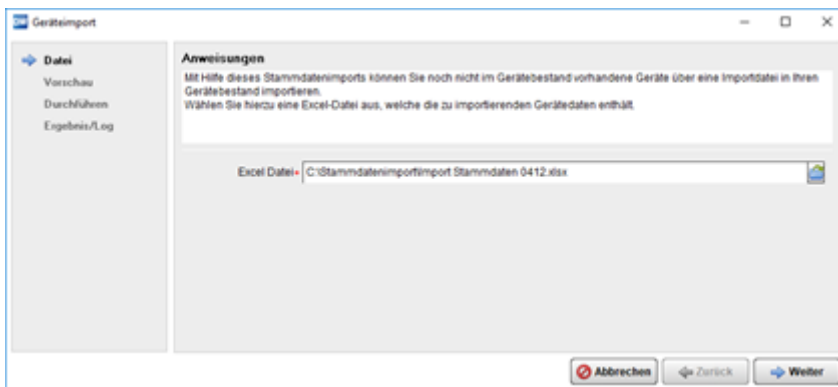 Geräteimport
Datei
Vorschau
Durchführen
Ergebnis/Log
Anweisungen
Mit Hilfe dieses Stammdatenimports können Sie noch nicht im Gerätebestand vorhandene Geräte über eine Importdatei in Ihren
Gerätebestand importieren.
Wählen Sie hierzu eine Excel-Datei aus, welche die zu importierenden Gerätedaten enthält.
Excel Datei* C:\Stammdatenimport\Import Stammdaten 0412.xlsx
Abbrechen Zurück Weiter